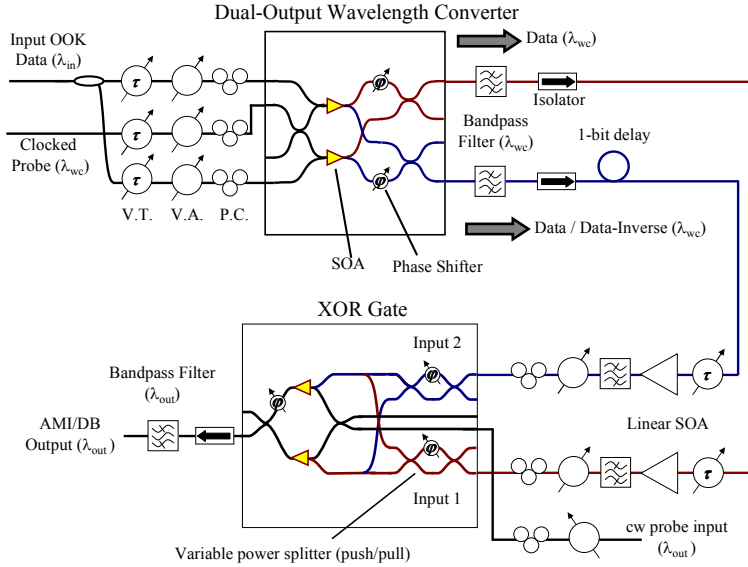 Dual-Output Wavelength Converter
Input OOK
Data (λin)
Data (λwc)
τ
φ
Isolator
τ
Clocked
Probe (λwc)
Bandpass
Filter (λwc)
1-bit delay
τ
φ
V.T.
V.A.
P.C.
Data / Data-Inverse (λwc)
SOA
Phase Shifter
XOR Gate
Input 2
Bandpass Filter
(λout)
φ
τ
φ
AMI/DB
Output (λout)
Linear SOA
φ
τ
Input 1
cw probe input
(λout)
Variable power splitter (push/pull)